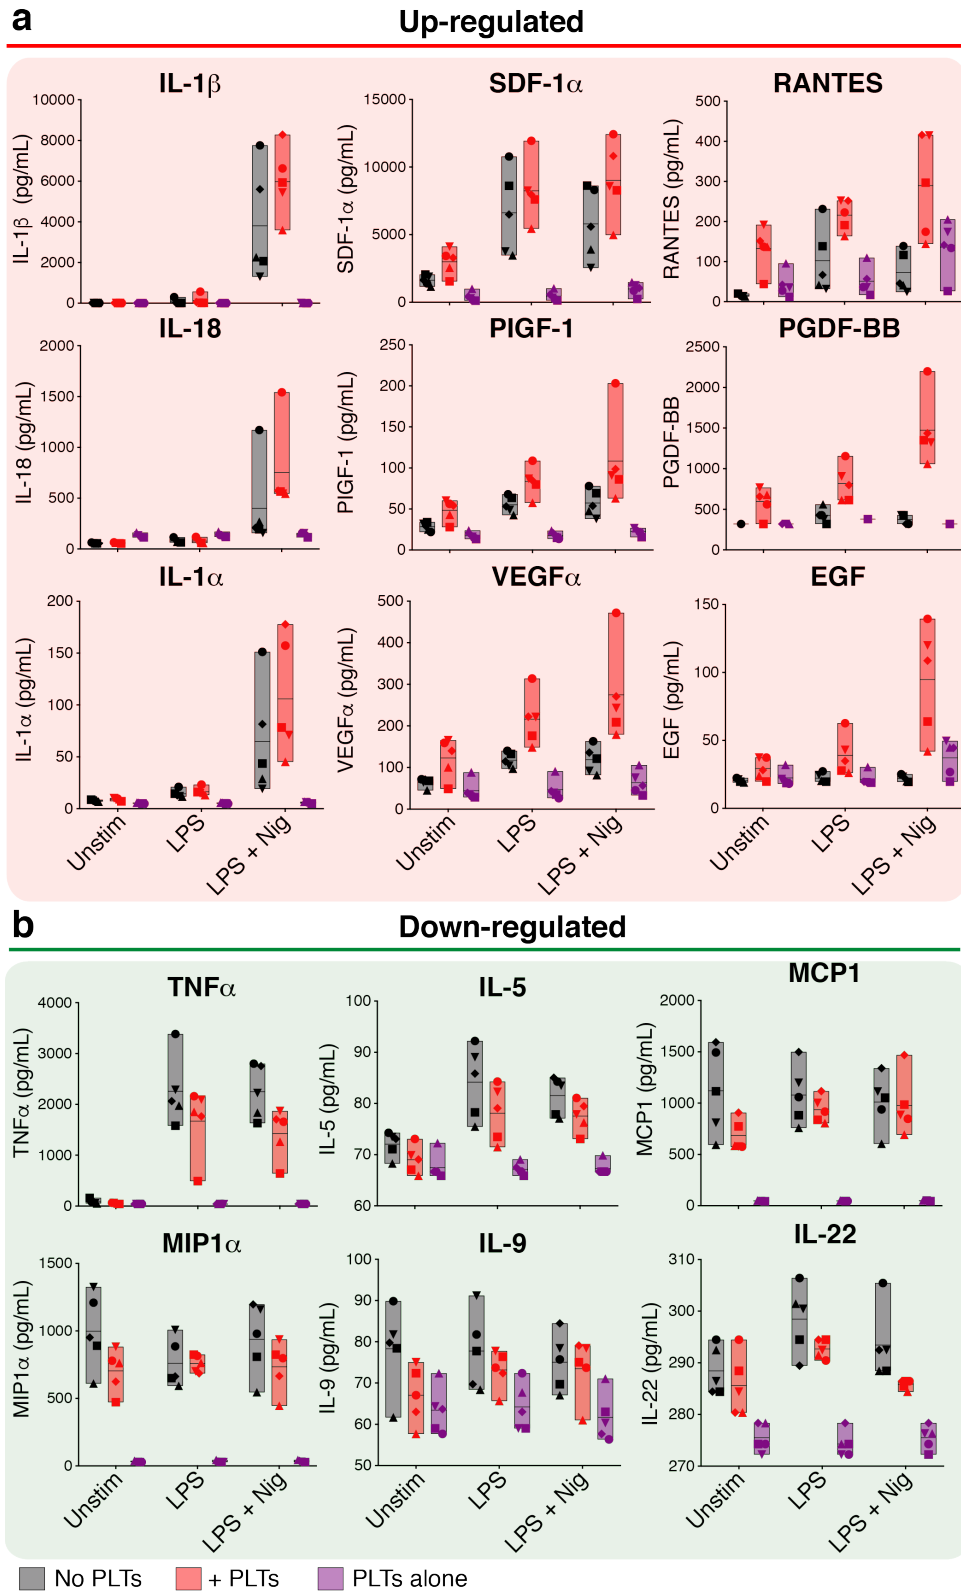 a
Up-regulated
IL-1β
SDF-1α
RANTES
IL-1β (pg/mL)
10000
8000
6000
4000
2000
0
SDF-1α (pg/mL)
15000
10000
5000
0
RANTES (pg/mL)
500
400
300
200
100
0
IL-18
PIGF-1
PGDF-BB
IL-18 (pg/mL)
2000
1500
1000
500
0
PIGF-1 (pg/mL)
250
200
150
100
50
0
PGDF-BB
2500
2000
1500
1000
500
0
IL-1α
VEGFα
EGF
IL-1α (pg/mL)
200
150
100
50
0
VEGFα (pg/mL)
500
400
300
200
100
0
EGF (pg/mL)
150
100
50
0
Unstim
LPS
LPS + Nig
Unstim
LPS
LPS + Nig
Unstim
LPS
LPS + Nig
b
Down-regulated
TNFα
IL-5
MCP1
TNFα (pg/mL)
4000
3000
2000
1000
0
IL-5 (pg/mL)
100
90
80
70
60
MCP1 (pg/mL)
2000
1500
1000
500
0
MIP1α
IL-9
IL-22
MIP1α (pg/mL)
1500
1000
500
0
IL-9 (pg/mL)
100
90
80
70
60
50
IL-22 (pg/mL)
310
300
290
280
270
Unstim
LPS
LPS + Nig
Unstim
LPS
LPS + Nig
Unstim
LPS
LPS + Nig
No PLTs
+ PLTs
PLTs alone